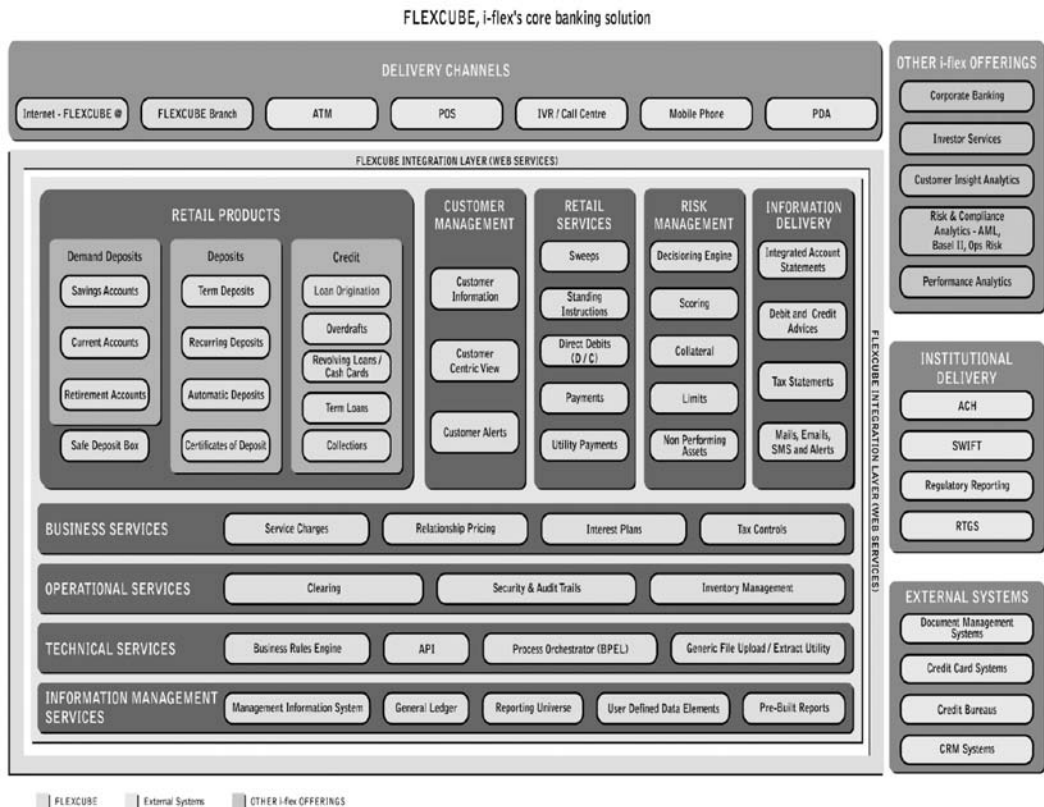 FLEXCUBE, i-flex's core banking solution
DELIVERY CHANNELS
Internet - FLEXCUBE @
FLEXCUBE Branch
ATM
POS
IVR / Call Centre
Mobile Phone
PDA
FLEXCUBE INTEGRATION LAYER (WEB SERVICES)
RETAIL PRODUCTS
Demand Deposits
Savings Accounts
Current Accounts
Retirement Accounts
Safe Deposit Box
Deposits
Term Deposits
Recurring Deposits
Automatic Deposits
Certificates of Deposit
Credit
Loan Origination
Overdrafts
Revolving Loans /
Cash Cards
Term Loans
Collections
CUSTOMER
MANAGEMENT
Customer
Information
Customer
Centric View
Customer Alerts
RETAIL
SERVICES
Sweeps
Standing
Instructions
Direct Debits
(D / C)
Payments
Utility Payments
RISK
MANAGEMENT
Decisioning Engine
Scoring
Collateral
Limits
Non Performing
Assets
INFORMATION
DELIVERY
Integrated Account
Statements
Debit and Credit
Advices
Tax Statements
Mails, Emails,
SMS and Alerts
FLEXCUBE INTEGRATION LAYER (WEB SERVICES)
BUSINESS SERVICES
Service Charges
Relationship Pricing
Interest Plans
Tax Controls
OPERATIONAL SERVICES
Clearing
Security & Audit Trails
Inventory Management
TECHNICAL SERVICES
Business Rules Engine
API
Process Orchestrator (BPEL)
Generic File Upload / Extract Utility
INFORMATION MANAGEMENT
SERVICES
Management Information System
General Ledger
Reporting Universe
User Defined Data Elements
Pre-Built Reports
OTHER i-flex OFFERINGS
Corporate Banking
Investor Services
Customer Insight Analytics
Risk & Compliance
Analytics - AML,
Basel II, Ops Risk
Performance Analytics
INSTITUTIONAL
DELIVERY
ACH
SWIFT
Regulatory Reporting
RTGS
EXTERNAL SYSTEMS
Document Management
Systems
Credit Card Systems
Credit Bureaus
CRM Systems
FLEXCUBE
External Systems
OTHER i-flex OFFERINGS